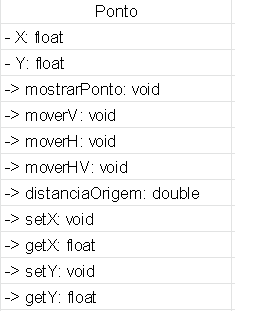 Ponto
- X: float
- Y: float
-> mostrarPonto: void
-> moverV: void
-> moverH: void
-> moverHV: void
-> distanciaOrigem: double
-> setX: void
-> getX: float
-> setY: void
-> getY: float